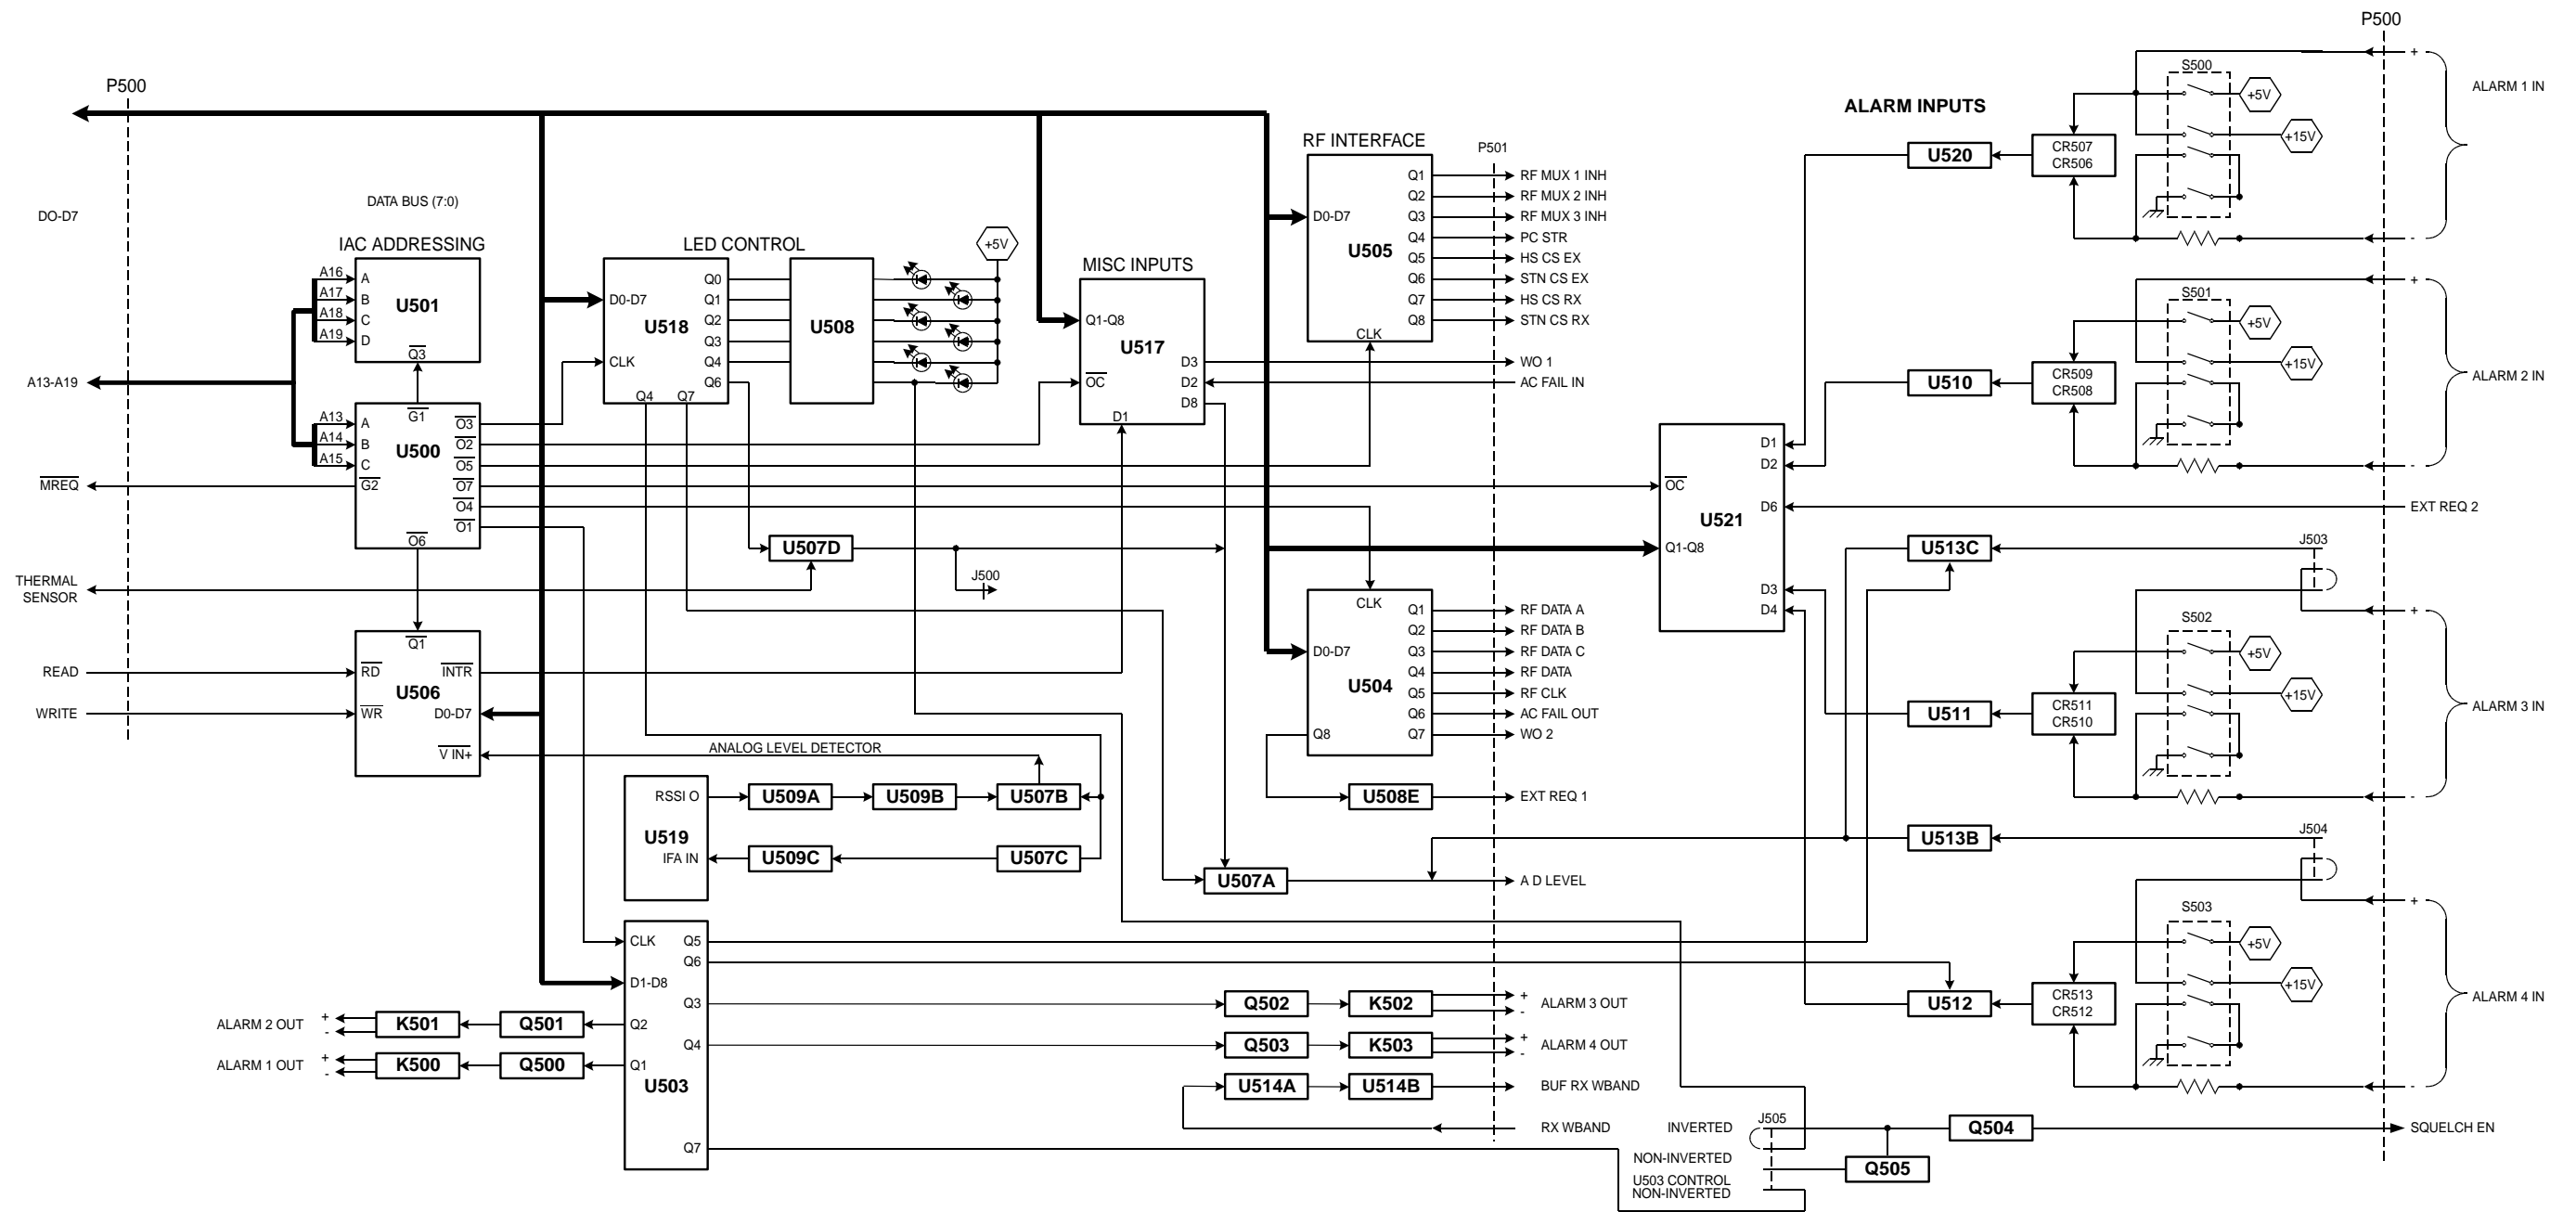 P500
DO-D7
DATA BUS (7:0)
IAC ADDRESSING
A16
A17
A18
A19
A
B
C
D
U501
Q3
A13-A19
A13
A14
A15
A
B
C
G1
U500
G2
O3
O2
O5
O7
O4
O1
O6
MREQ
THERMAL
SENSOR
READ
WRITE
Q1
RD
INTR
U506
WR
D0-D7
V IN+
ANALOG LEVEL DETECTOR
LED CONTROL
D0-D7
U518
CLK
Q0
Q1
Q2
Q3
Q4
Q6
Q4
Q7
U508
+5V
MISC INPUTS
Q1-Q8
U517
OC
D3
D2
D8
D1
WO 1
AC FAIL IN
U507D
J500
RSSI O
U519
IFA IN
U509A
U509B
U507B
U509C
U507C
U507A
A D LEVEL
CLK
D1-D8
U503
Q5
Q6
Q3
Q2
Q4
Q1
Q7
ALARM 2 OUT
+
-
K501
Q501
ALARM 1 OUT
+
-
K500
Q500
Q502
K502
+
-
ALARM 3 OUT
Q503
K503
+
-
ALARM 4 OUT
U514A
U514B
BUF RX WBAND
RX WBAND
RF INTERFACE
P501
D0-D7
U505
CLK
Q1
Q2
Q3
Q4
Q5
Q6
Q7
Q8
RF MUX 1 INH
RF MUX 2 INH
RF MUX 3 INH
PC STR
HS CS EX
STN CS EX
HS CS RX
STN CS RX
CLK
D0-D7
U504
Q8
Q1
Q2
Q3
Q4
Q5
Q6
Q7
RF DATA A
RF DATA B
RF DATA C
RF DATA
RF CLK
AC FAIL OUT
WO 2
U508E
EXT REQ 1
OC
U521
Q1-Q8
D1
D2
D6
D3
D4
ALARM INPUTS
P500
U520
CR507
CR506
S500
+5V
+15V
+
-
ALARM 1 IN
U510
CR509
CR508
S501
+5V
+15V
+
-
ALARM 2 IN
EXT REQ 2
U513C
J503
U511
CR511
CR510
S502
+5V
+15V
+
-
ALARM 3 IN
U513B
J504
U512
CR513
CR512
S503
+5V
+15V
+
-
ALARM 4 IN
INVERTED
J505
Q504
SQUELCH EN
NON-INVERTED
Q505
U503 CONTROL
NON-INVERTED